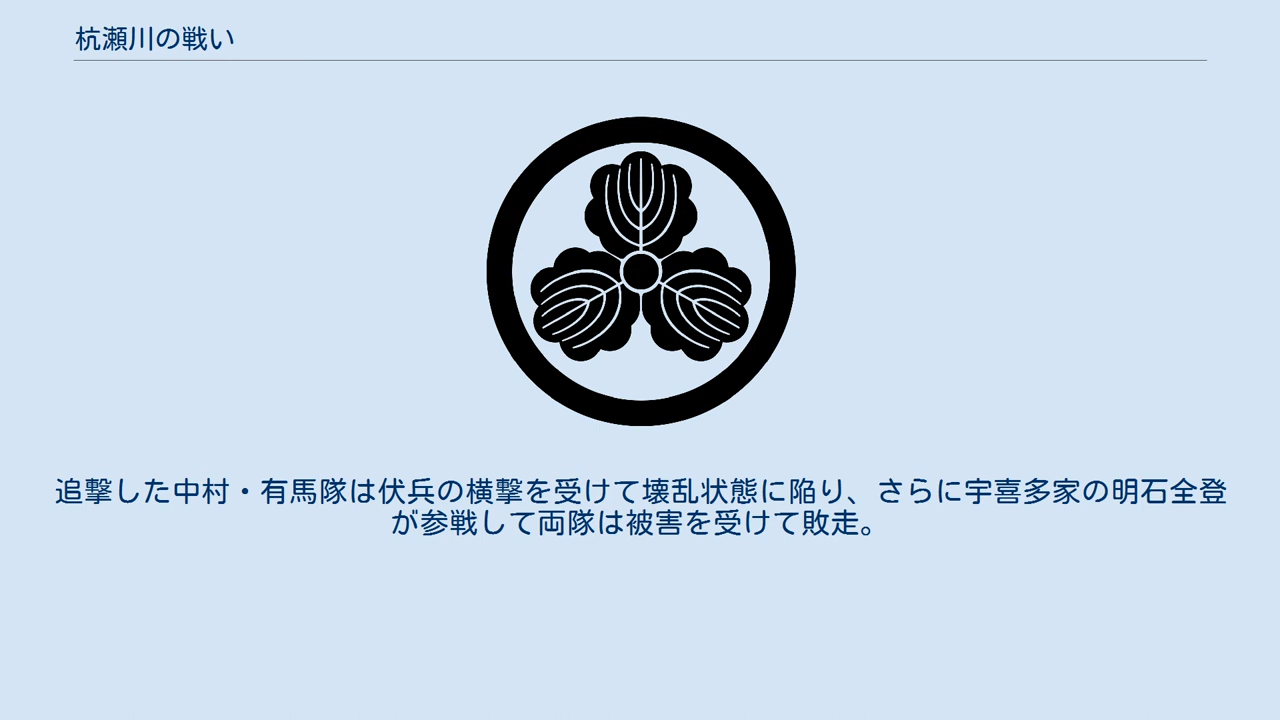 杭瀬川の戦い
追撃した中村・有馬隊は伏兵の横撃を受けて壊乱状態に陥り、さらに宇喜多家の明石全登
が参戦して両隊は被害を受けて敗走。